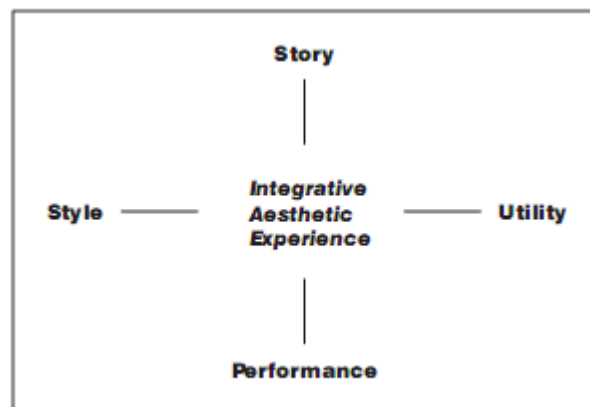 Story
Integrative
Style
Aesthetic
Utility
Experience
Performance